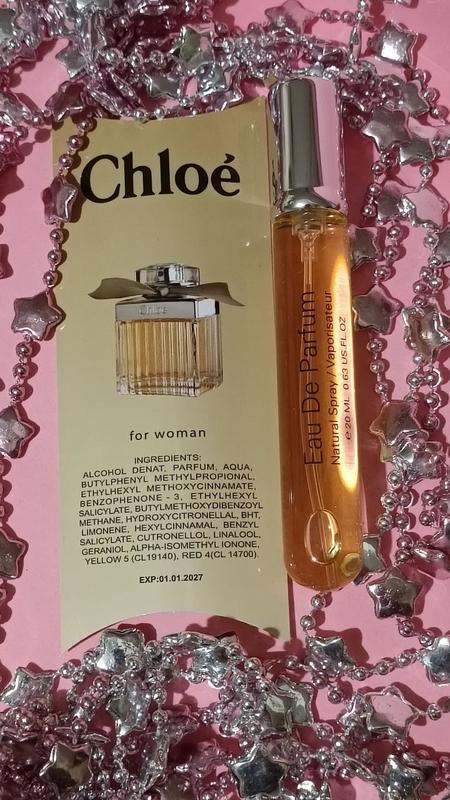 Chloé
Chloé
for woman
INGREDIENTS:
ALCOHOL DENAT, PARFUM, AQUA,
BUTYLPHENYL METHYLPROPIONAL,
ETHYLHEXYL METHOXYCINNAMATE,
BENZOPHENONE - 3, ETHYLHEXYL
SALICYLATE, BUTYLMETHOXYDIBENZOYL
METHANE, HYDROXYCITRONELLAL, BHT,
LIMONENE, HEXYLCINNAMAL, BENZYL
SALICYLATE, CUTRONELLOL, LINALOOL,
GERANIOL, ALPHA-ISOMETHYL IONONE,
YELLOW 5 (CL19140), RED 4(CL 14700).
EXP:01.01.2027
Eau De Parfum
Natural Spray / Vaporisateur
e 20 ML 0.63 US.FL.OZ